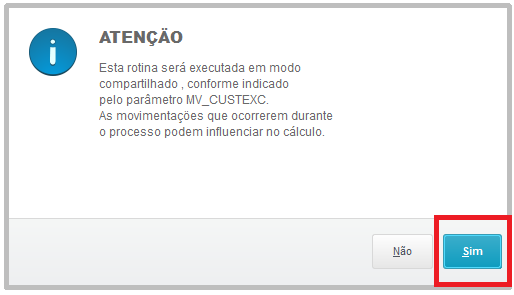 ATENÇÃO
Esta rotina será executada em modo
compartilhado , conforme indicado
pelo parâmetro MV_CUSTEXC.
As movimentações que ocorrerem durante
o processo podem influenciar no cálculo.
Não Sim